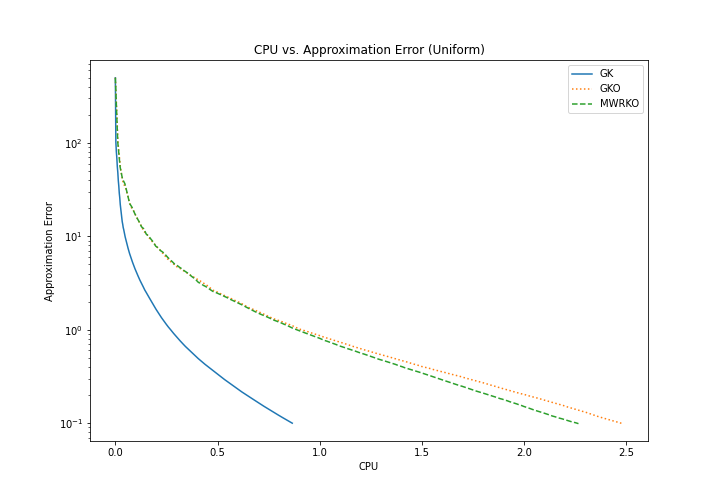 CPU vs. Approximation Error (Uniform)
GK
GKO
MWRKO
Approximation Error
10²
10¹
10⁰
10⁻¹
0.0 0.5 1.0 1.5 2.0 2.5
CPU